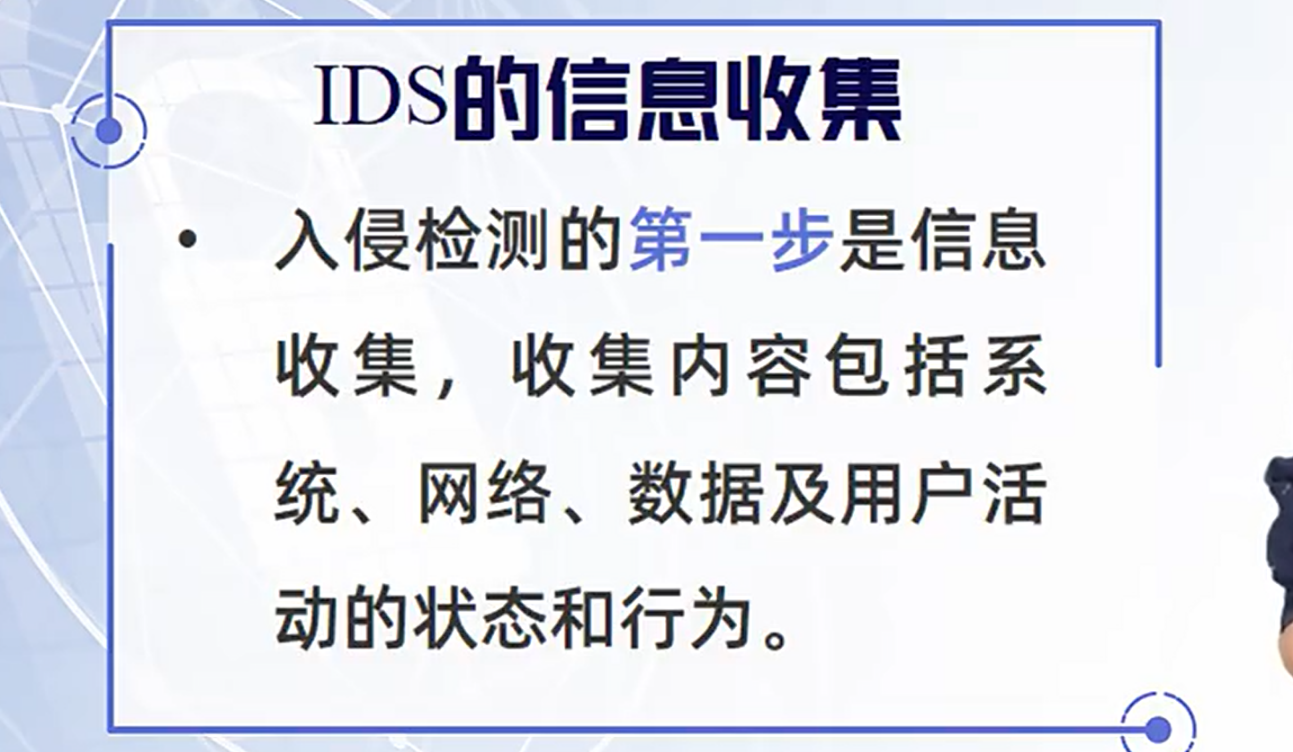 IDS的信息收集
• 入侵检测的第一步是信息
收集，收集内容包括系
统、网络、数据及用户活
动的状态和行为。